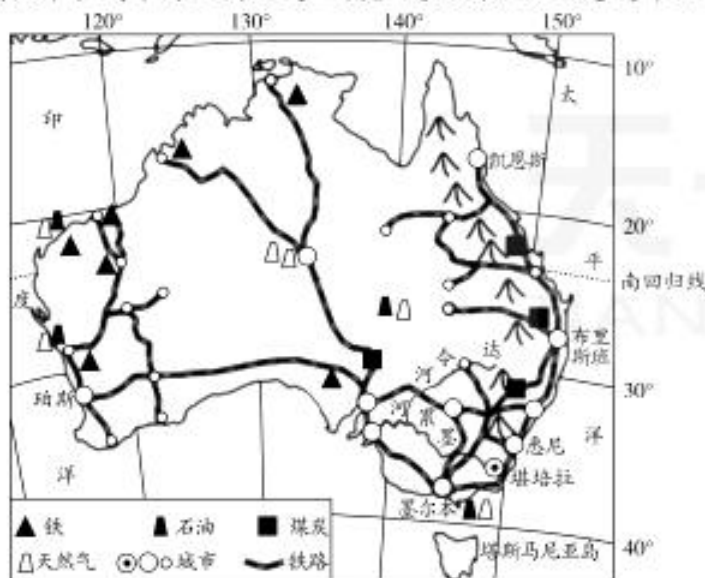 120° 130° 140° 150°
10°
太
印
凯恩斯
20°
平
南回归线
度
布里
斯班
达
令
河
30°
珀斯
河
累
墨
洋
悉尼
堪培拉
洋
墨尔本
铁 石油 煤炭
天然气 城市 铁路
塔斯马尼亚岛
40°